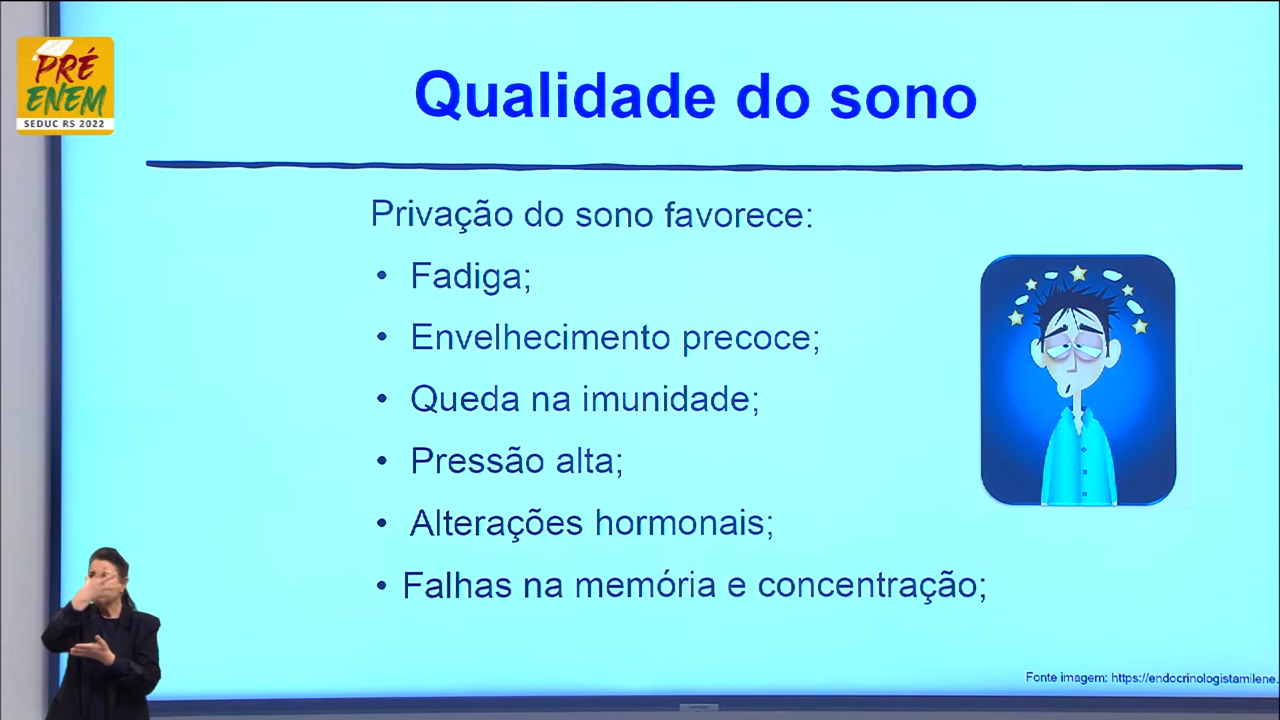 PRÉ
ENEM
SEDUC RS 2022
Qualidade do sono
Privação do sono favorece:
• Fadiga;
• Envelhecimento precoce;
• Queda na imunidade;
• Pressão alta;
• Alterações hormonais;
• Falhas na memória e concentração;
Fonte imagem: https://endocrinologistamilene.